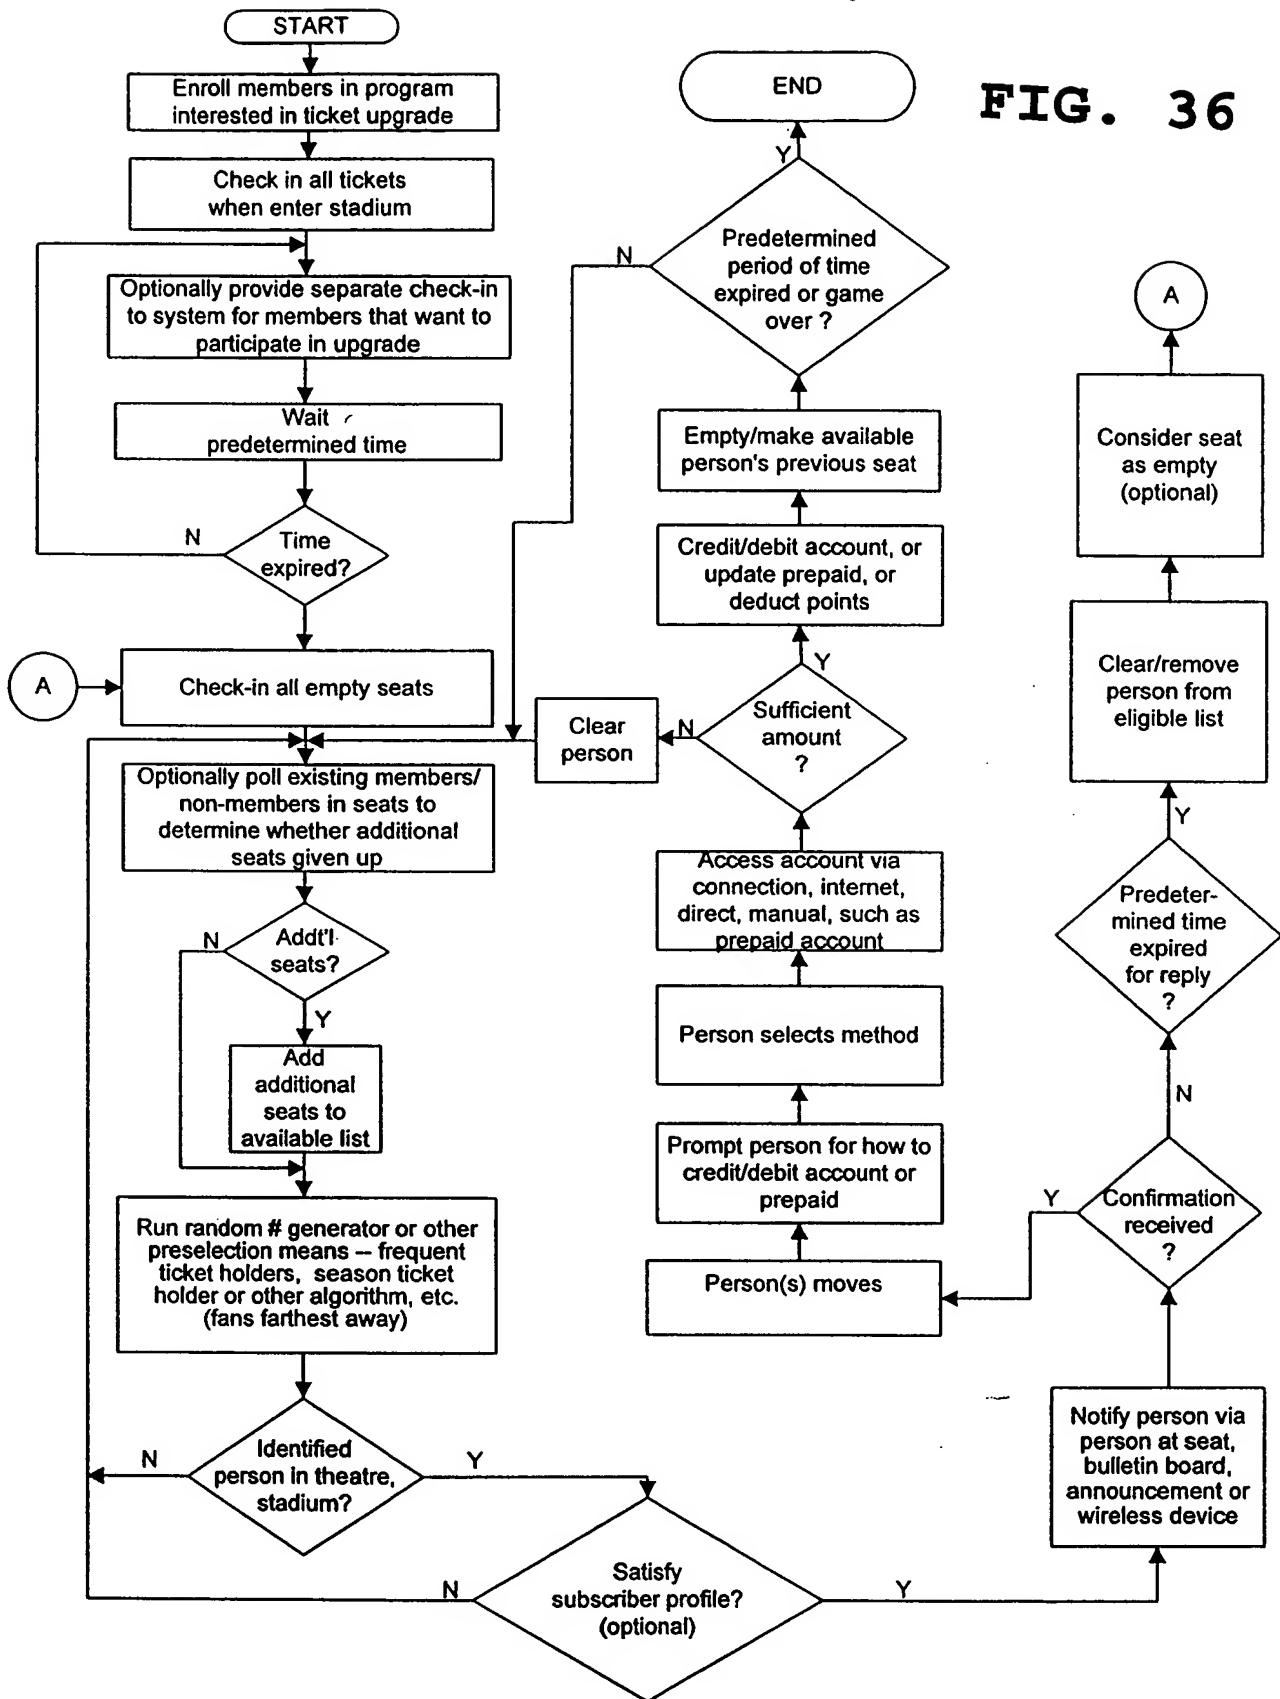 START
Enroll members in program
interested in ticket upgrade
Check in all tickets
when enter stadium
Optionally provide separate check-in
to system for members that want to
participate in upgrade
Wait
predetermined time
N
Time
expired?
A
Check-in all empty seats
Optionally poll existing members/
non-members in seats to
determine whether additional
seats given up
N
Addt'l
seats?
Y
Add
additional
seats to
available list
Run random # generator or other
preselection means -- frequent
ticket holders, season ticket
holder or other algorithm, etc.
(fans farthest away)
N
Identified
person in theatre,
stadium?
Y
N
Satisfy
subscriber profile?
(optional)
Y
END
Y
N
Predetermined
period of time
expired or game
over ?
Empty/make available
person's previous seat
Credit/debit account, or
update prepaid, or
deduct points
Y
Clear
person
N
Sufficient
amount
?
Access account via
connection, internet,
direct, manual, such as
prepaid account
Person selects method
Prompt person for how to
credit/debit account or
prepaid
Person(s) moves
FIG. 36
A
Consider seat
as empty
(optional)
Clear/remove
person from
eligible list
Y
Predeter-
mined time
expired
for reply
?
N
Y
Confirmation
received
?
Notify person via
person at seat,
bulletin board,
announcement or
wireless device